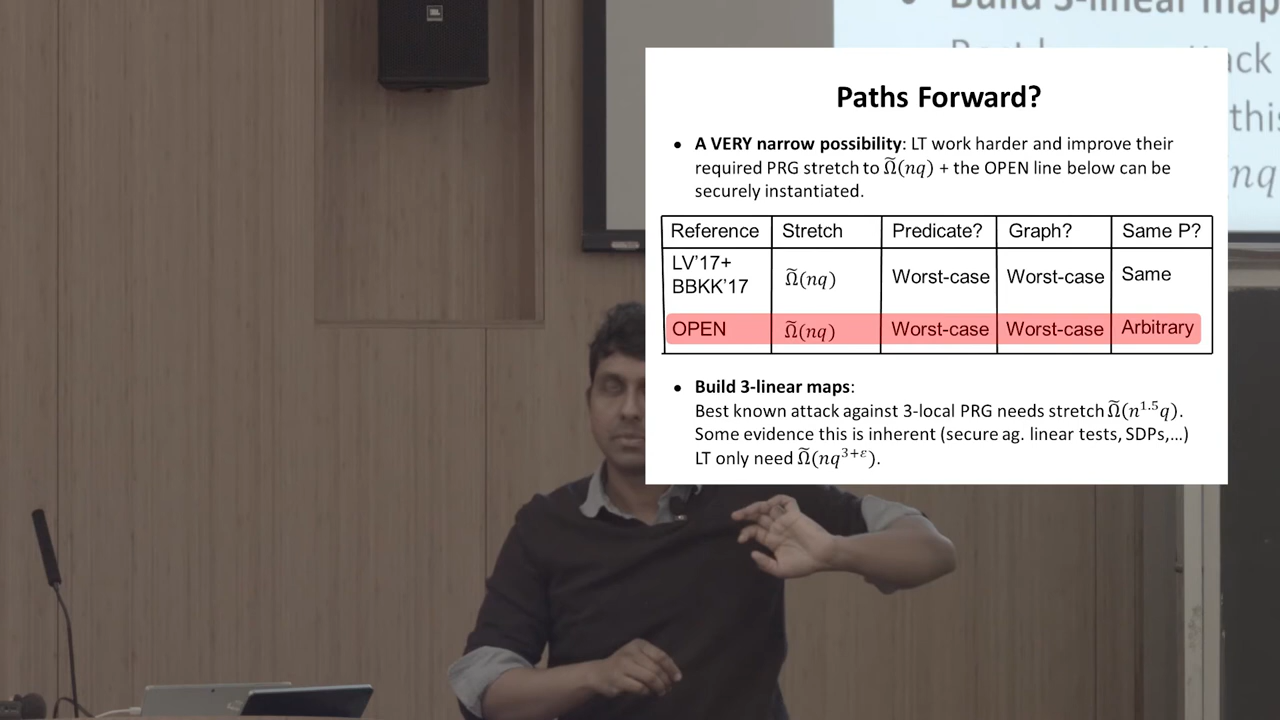 Paths Forward?
• A VERY narrow possibility: LT work harder and improve their
required PRG stretch to Ω̃(nq) + the OPEN line below can be
securely instantiated.
Reference Stretch Predicate? Graph? Same P?
LV'17+
BBKK'17 Ω̃(nq) Worst-case Worst-case Same
OPEN Ω̃(nq) Worst-case Worst-case Arbitrary
• Build 3-linear maps:
Best known attack against 3-local PRG needs stretch Ω̃(n^1.5 q).
Some evidence this is inherent (secure ag. linear tests, SDPs,…)
LT only need Ω̃(nq^3+ε).
JBL
Build 3-linear map
ack
this
nq